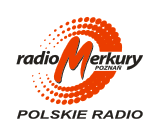 radio Merkury
POZNAŃ
POLSKIE RADIO